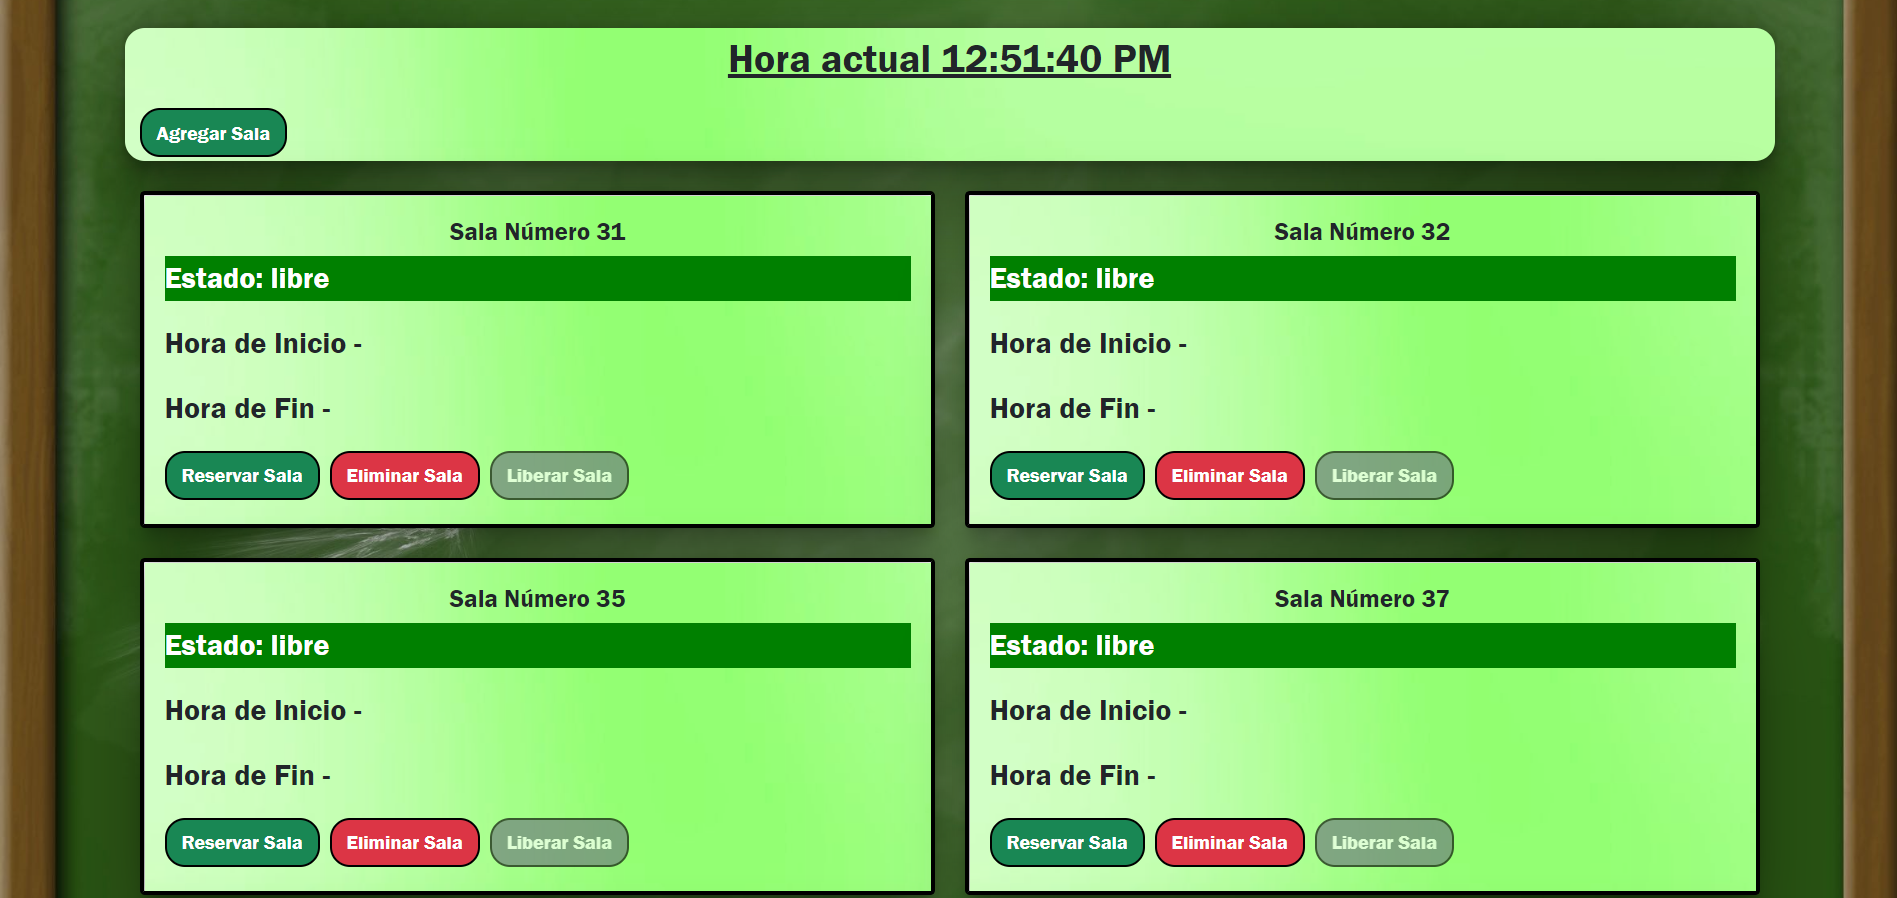 Hora actual 12:51:40 PM
Agregar Sala
Sala Número 31
Estado: libre
Hora de Inicio -
Hora de Fin -
Reservar Sala Eliminar Sala Liberar Sala
Sala Número 32
Estado: libre
Hora de Inicio -
Hora de Fin -
Reservar Sala Eliminar Sala Liberar Sala
Sala Número 35
Estado: libre
Hora de Inicio -
Hora de Fin -
Reservar Sala Eliminar Sala Liberar Sala
Sala Número 37
Estado: libre
Hora de Inicio -
Hora de Fin -
Reservar Sala Eliminar Sala Liberar Sala